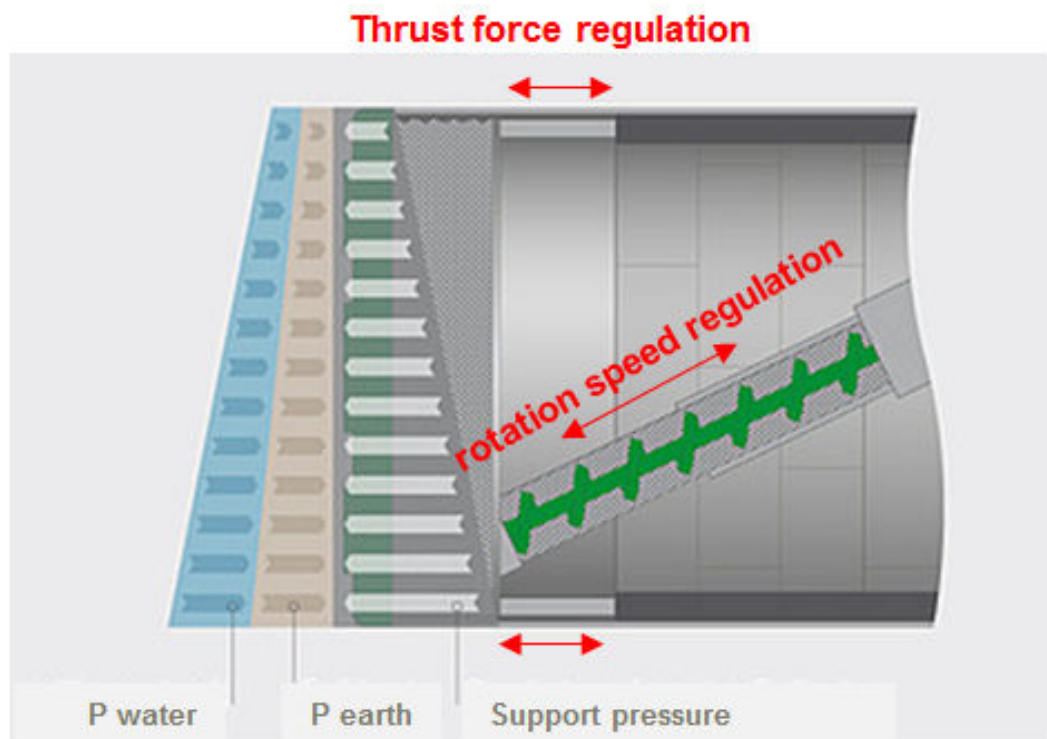 Thrust force regulation
rotation speed regulation
P water
P earth
Support pressure